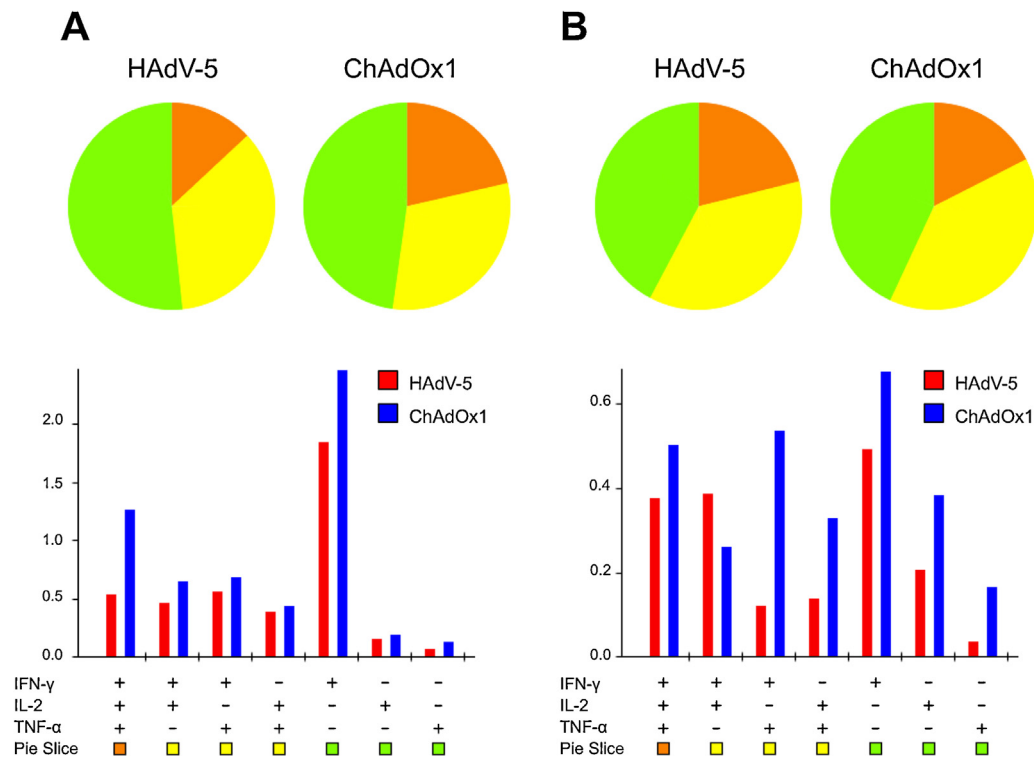 A
B
HAdV-5
ChAdOx1
HAdV-5
ChAdOx1
HAdV-5
ChAdOx1
2.0
1.5
1.0
0.5
0.0
HAdV-5
ChAdOx1
0.6
0.4
0.2
0.0
IFN-γ + + + - + - -
IL-2 + + - + - + -
TNF-α + - + + - - +
Pie Slice
IFN-γ + + + - + - -
IL-2 + + - + - + -
TNF-α + - + + - - +
Pie Slice